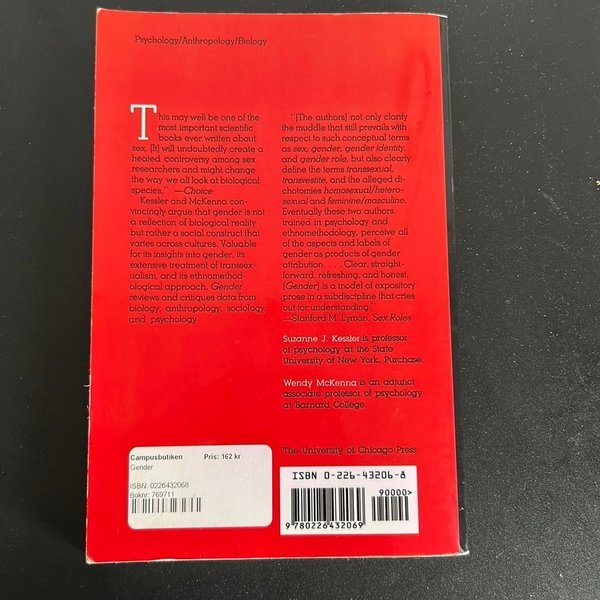 Psychology/Anthropology/Biology
This may well be one of the
most important scientific
books ever written about
sex. [It] will undoubtedly create a
heated controversy among sex
researchers and might change
the way we all look at biological
species." —Choice
Kessler and McKenna con-
vincingly argue that gender is not
a reflection of biological reality
but rather a social construct that
varies across cultures. Valuable
for its insights into gender, its
extensive treatment of transsex-
ualism, and its ethnomethod-
ological approach, Gender
reviews and critiques data from
biology, anthropology, sociology,
and psychology.
"[The authors] not only clarify
the muddle that still prevails with
respect to such conceptual terms
as sex, gender, gender identity,
and gender role, but also clearly
define the terms transsexual,
transvestite, and the alleged di-
chotomies homosexual/hetero-
sexual and feminine/masculine.
Eventually these two authors,
trained in psychology and
ethnomethodology, perceive all
of the aspects and labels of
gender as products of gender
attribution. . . . Clear, straight-
forward, refreshing, and honest,
[Gender] is a model of expository
prose in a subdiscipline that cries
out for understanding."
—Stanford M. Lyman, Sex Roles
Suzanne J. Kessler is professor
of psychology at the State
University of New York, Purchase.
Wendy McKenna is an adjunct
associate professor of psychology
at Barnard College.
The University of Chicago Press
Campusbutiken Pris: 162 kr
Gender
ISBN: 0226432068
Boknr: 769711
ISBN 0-226-43206-8
90000>
9 780226 432069